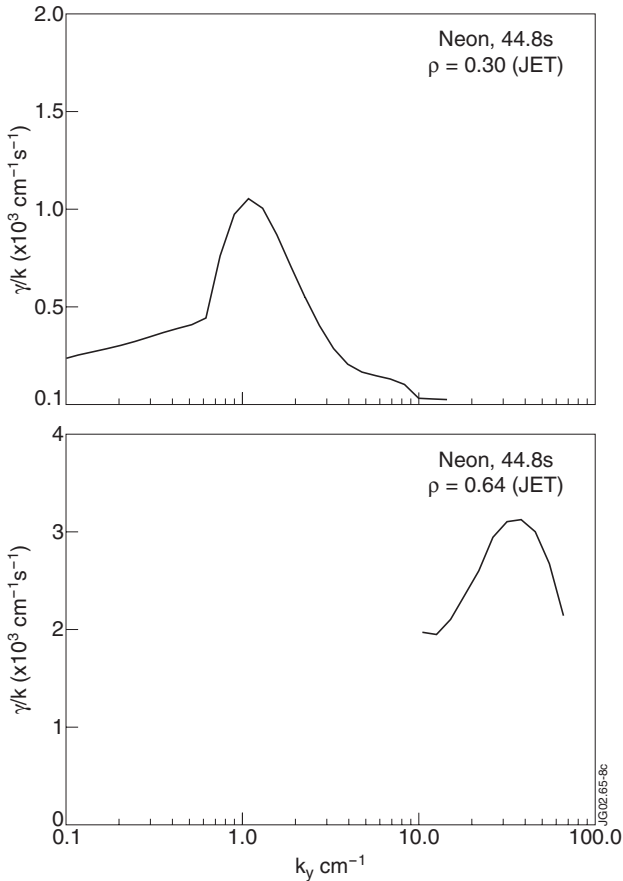 2.0
1.5
1.0
0.5
0.1
γ/k (x10³ cm⁻¹s⁻¹)
Neon, 44.8s
ρ = 0.30 (JET)
4
3
2
1
0
γ/k (x10³ cm⁻¹s⁻¹)
Neon, 44.8s
ρ = 0.64 (JET)
0.1 1.0 10.0 100.0
k_y cm⁻¹
JG02.65-8c